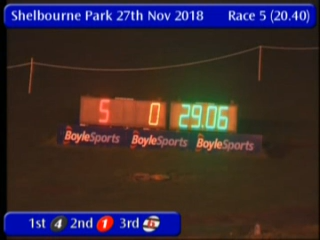 Shelbourne Park 27th Nov 2018 Race 5 (20.40)
5 0 29.06
BoyleSports BoyleSports BoyleSports
1st 4 2nd 1 3rd